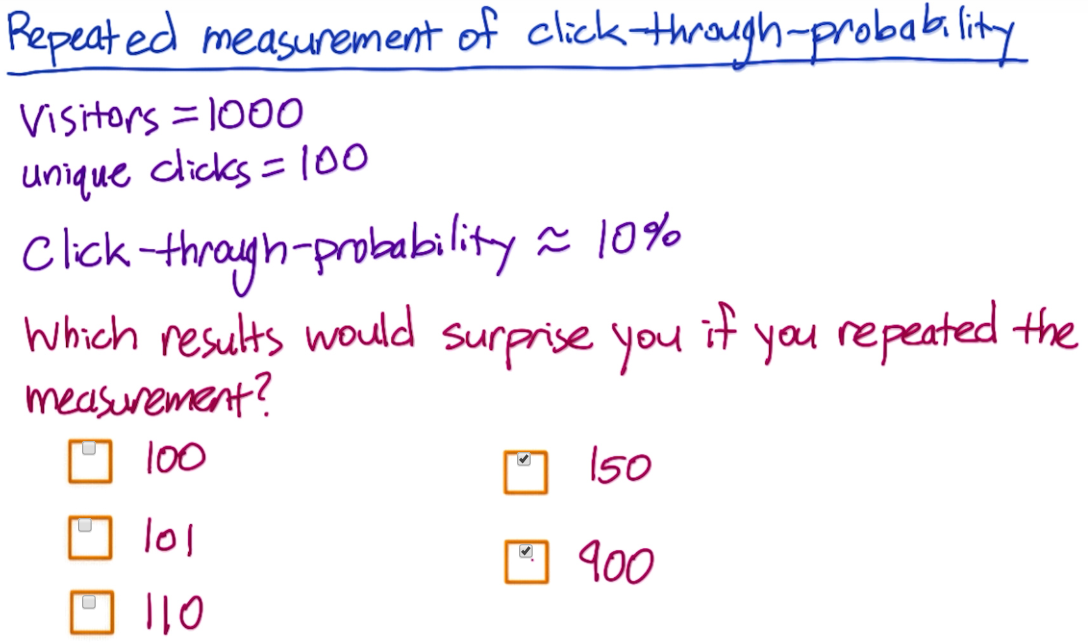 Repeated measurement of click-through-probability
Visitors = 1000
unique clicks = 100
Click-through-probability ≈ 10%
Which results would surprise you if you repeated the
measurement?
100
150
101
900
110